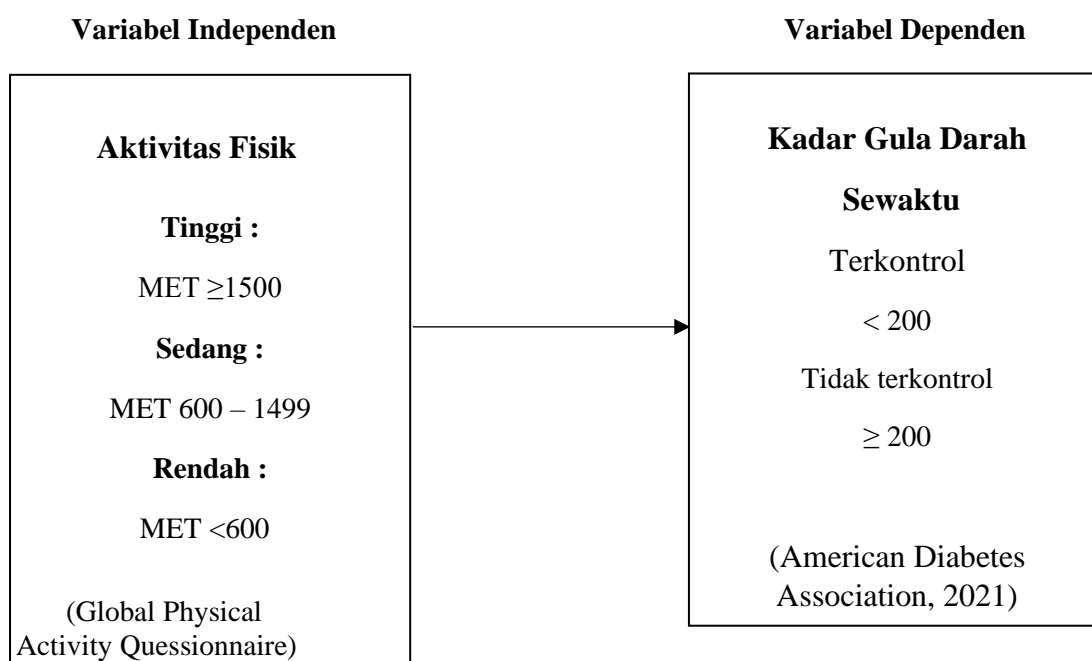 Variabel Independen
Aktivitas Fisik
Tinggi :
MET ≥1500
Sedang :
MET 600 – 1499
Rendah :
MET <600
(Global Physical
Activity Quessionnaire)
Variabel Dependen
Kadar Gula Darah
Sewaktu
Terkontrol
< 200
Tidak terkontrol
≥ 200
(American Diabetes
Association, 2021)